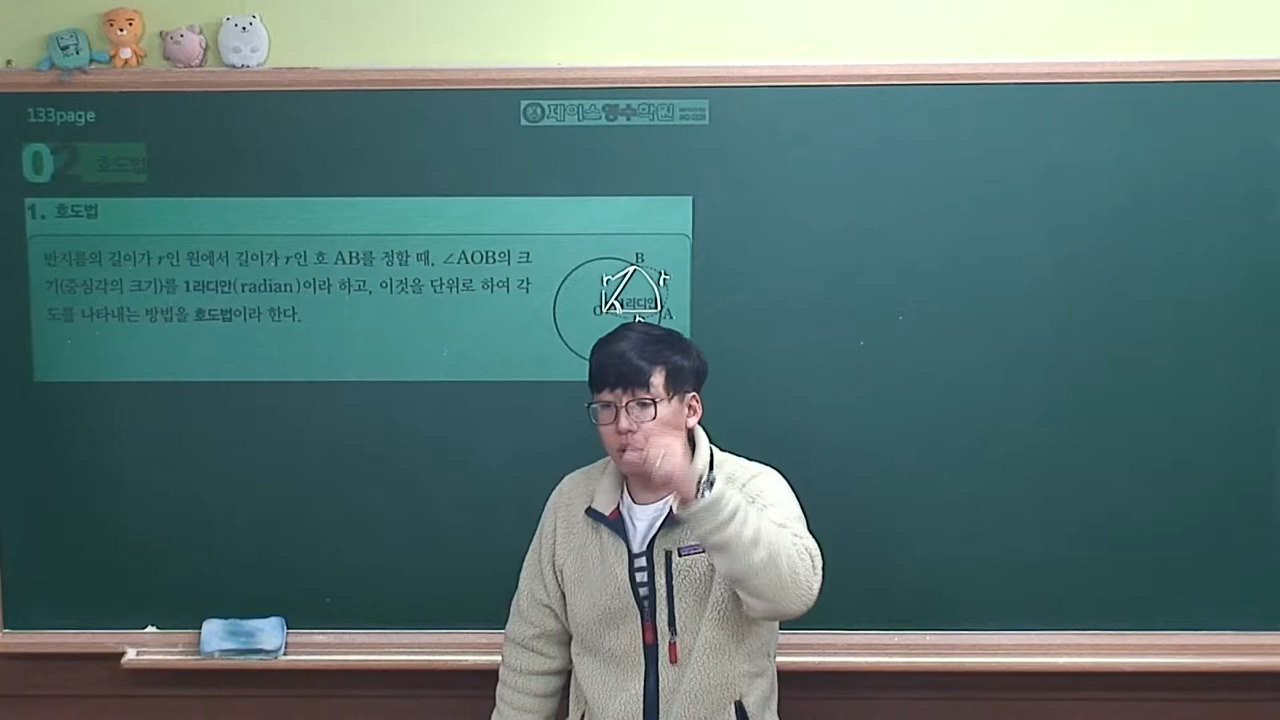 133page
제이스영수학원
02 호도법
1. 호도법
반지름의 길이가 r인 원에서 길이가 r인 호 AB를 정할 때, ∠AOB의 크
기(중심각의 크기)를 1라디안(radian)이라 하고, 이것을 단위로 하여 각
도를 나타내는 방법을 호도법이라 한다.
B
r
r
1라디안
O
A